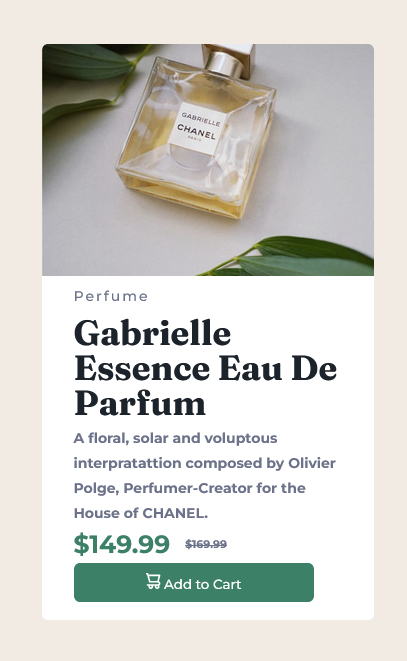 GABRIELLE
CHANEL
PARIS
Perfume
Gabrielle
Essence Eau De
Parfum
A floral, solar and voluptous
interpratattion composed by Olivier
Polge, Perfumer-Creator for the
House of CHANEL.
$149.99 $169.99
Add to Cart